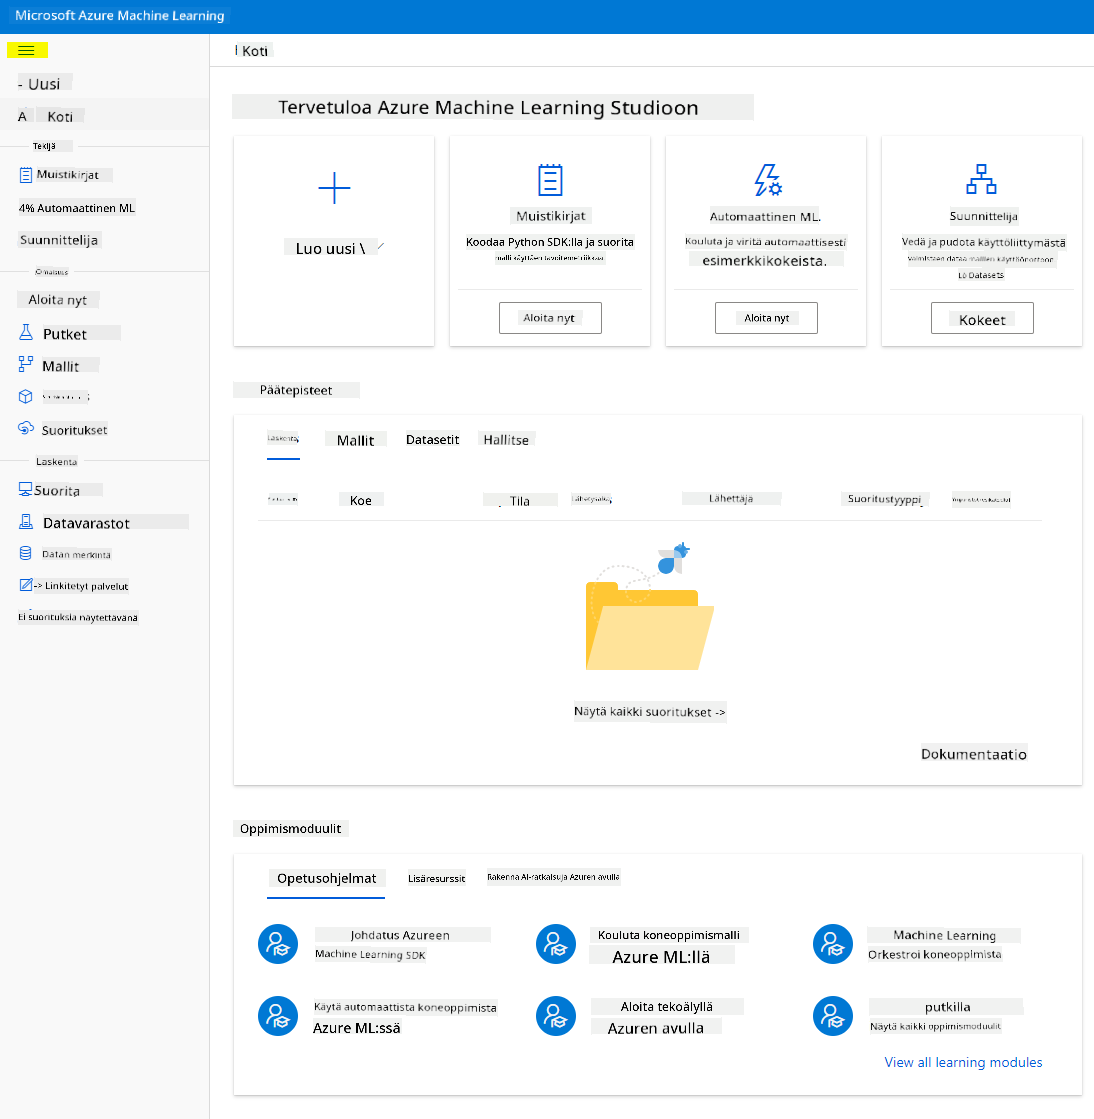 Microsoft Azure Machine Learning
Koti
- Uusi
A Koti
Tekijä
Muistikirjat
4% Automaattinen ML
Suunnittelija
Omaisuus
Aloita nyt
Putket
Mallit
Suoritukset
Laskenta
Suorita
Datavarastot
Datan merkintä
-> Linkitetyt palvelut
Ei suorituksia näytettävänä
Tervetuloa Azure Machine Learning Studioon
Luo uusi \
Muistikirjat
Koodaa Python SDK:lla ja suorita
malli käyttäen tavoitemetriikkaa
Aloita nyt
Automaattinen ML.
Kouluta ja viritä automaattisesti
esimerkkikokeista.
Aloita nyt
Suunnittelija
Vedä ja pudota käyttöliittymästä
valmistaen dataa mallien käyttöönottoon
Lö Datasets
Kokeet
Päätepisteet
Laskenta
Mallit
Datasetit
Hallitse
Koe
Tila
Lähetysaika
Lähettäjä
Suoritustyyppi
Näytä kaikki suoritukset ->
Dokumentaatio
Oppimismoduulit
Opetusohjelmat
Lisäresurssit
Rakenna AI-ratkaisuja Azuren avulla
Johdatus Azureen
Machine Learning SDK
Kouluta koneoppimismalli
Azure ML:llä
Machine Learning
Orkestroi koneoppimista
Käytä automaattista koneoppimista
Azure ML:ssä
Aloita tekoälyllä
Azuren avulla
putkilla
Näytä kaikki oppimismoduulit
View all learning modules